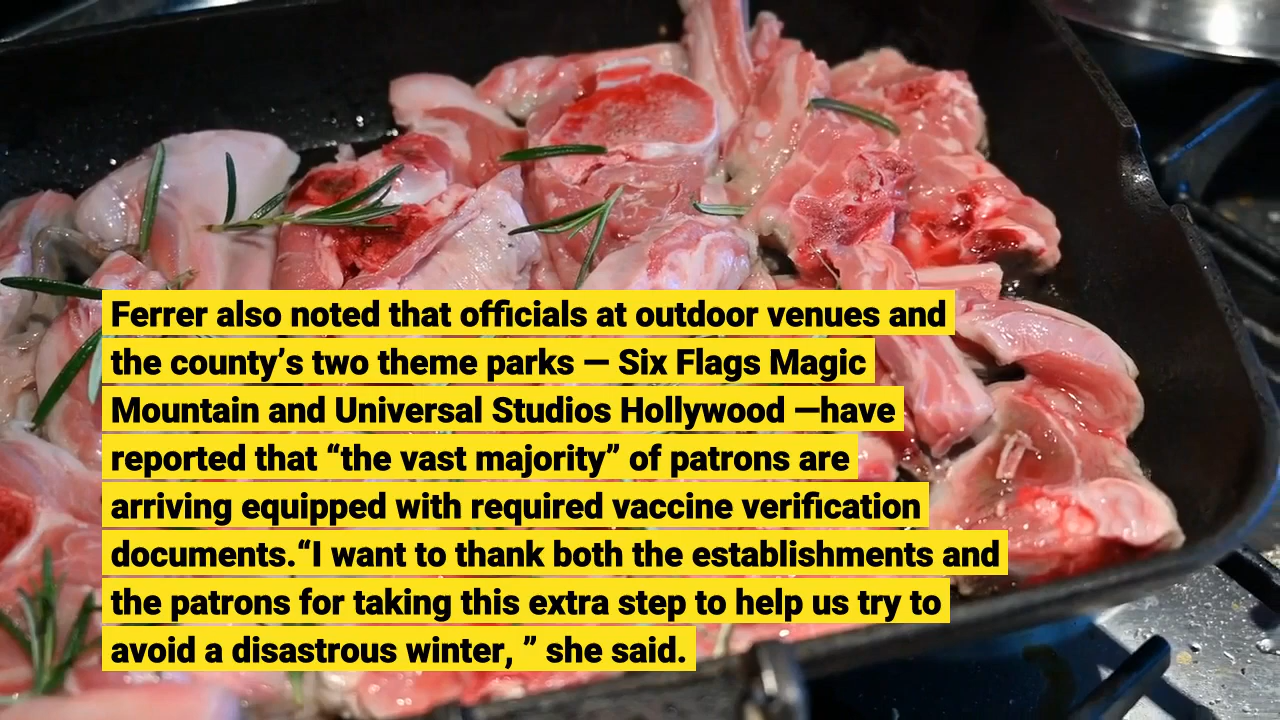 Ferrer also noted that officials at outdoor venues and
the county’s two theme parks — Six Flags Magic
Mountain and Universal Studios Hollywood —have
reported that “the vast majority” of patrons are
arriving equipped with required vaccine verification
documents.“I want to thank both the establishments and
the patrons for taking this extra step to help us try to
avoid a disastrous winter, ” she said.